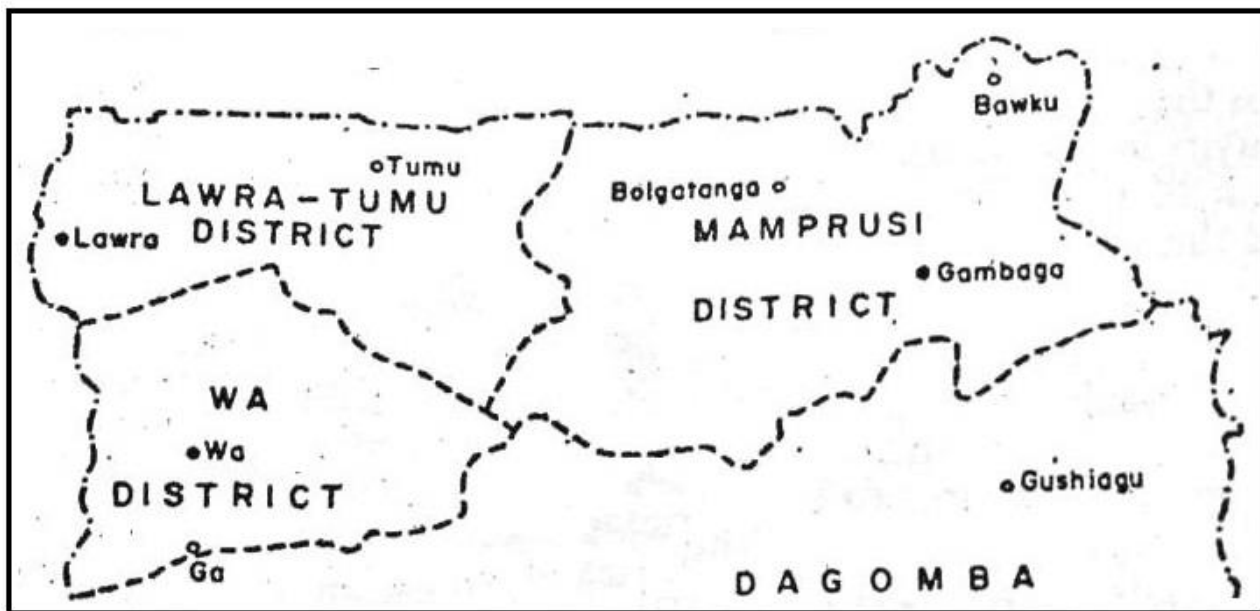 Bawku
Tumu
Bolgatanga
LAWRA-TUMU
DISTRICT
Lawra
MAMPRUSI
Gambaga
DISTRICT
WA
Wa
DISTRICT
Gushiagu
Ga
DAGOMBA